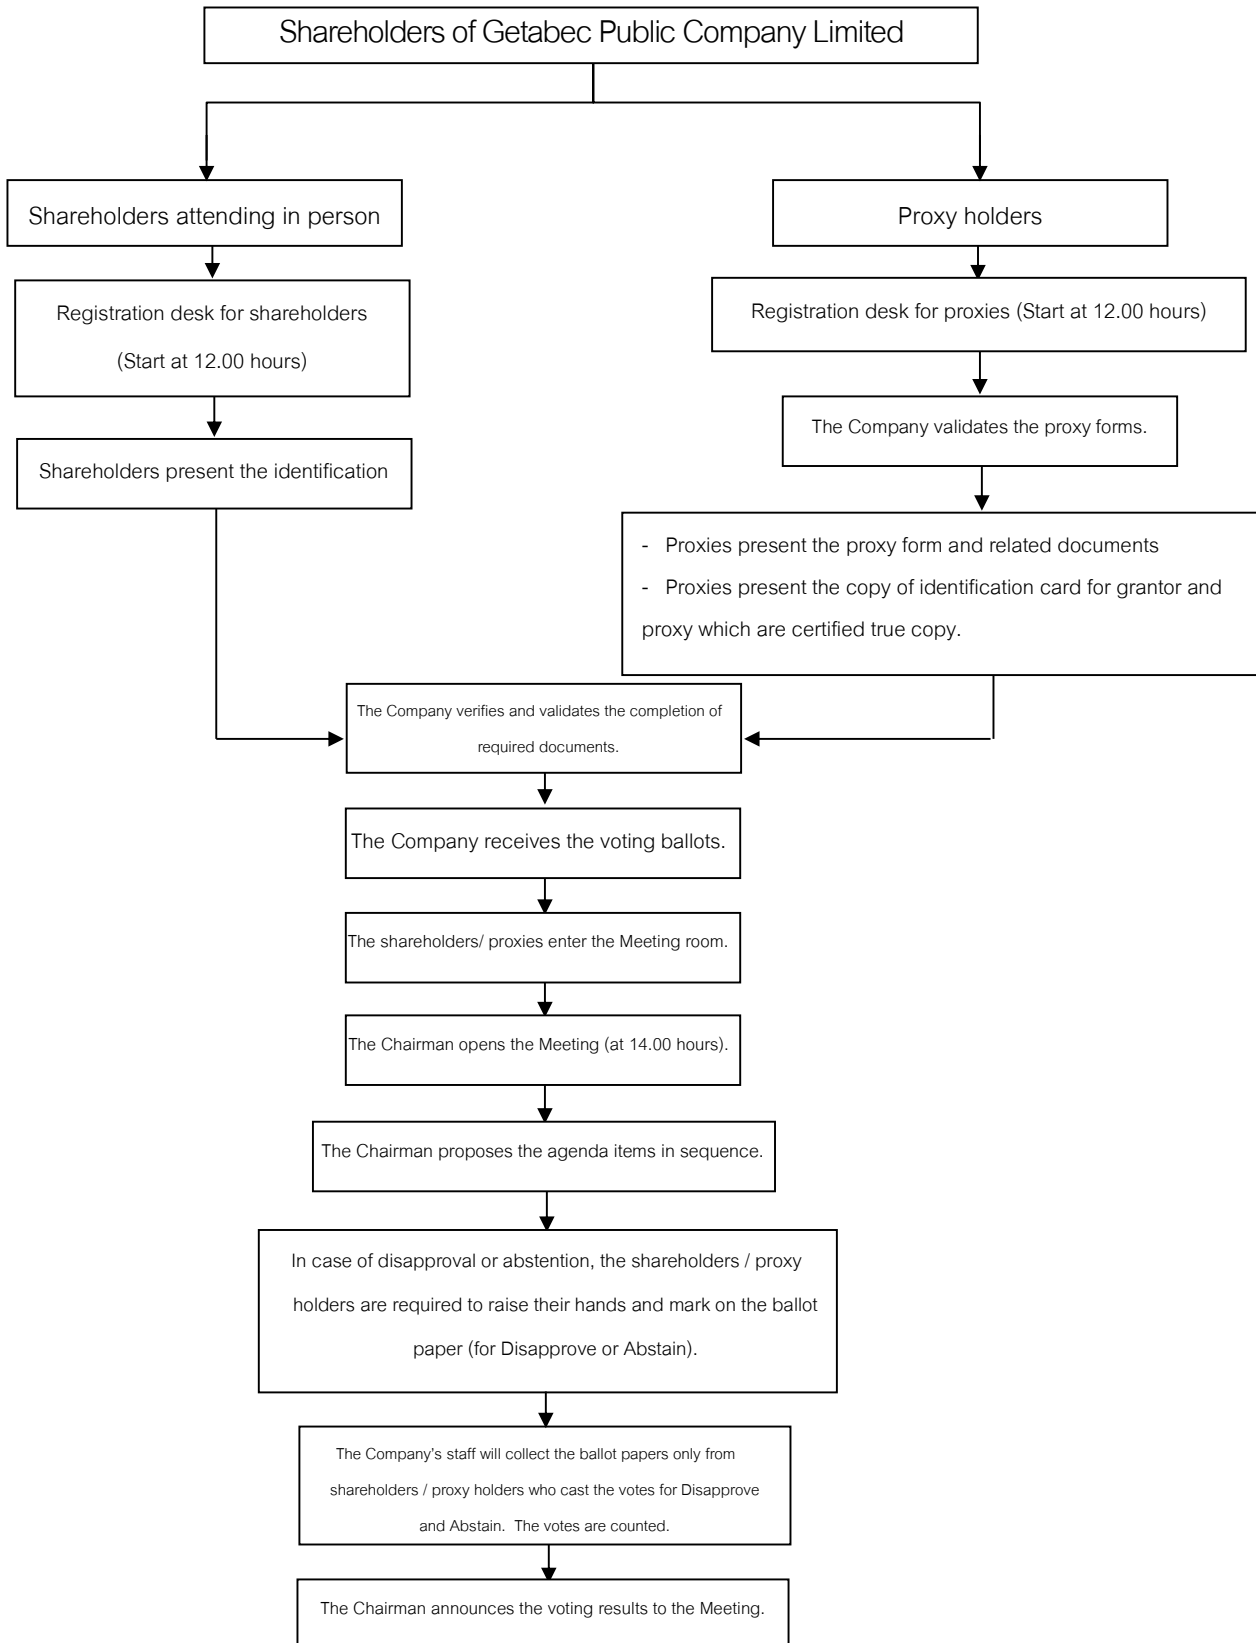 Shareholders of Getabec Public Company Limited
Shareholders attending in person
Proxy holders
Registration desk for shareholders
(Start at 12.00 hours)
Registration desk for proxies (Start at 12.00 hours)
Shareholders present the identification
The Company validates the proxy forms.
- Proxies present the proxy form and related documents
- Proxies present the copy of identification card for grantor and
proxy which are certified true copy.
The Company verifies and validates the completion of
required documents.
The Company receives the voting ballots.
The shareholders/ proxies enter the Meeting room.
The Chairman opens the Meeting (at 14.00 hours).
The Chairman proposes the agenda items in sequence.
In case of disapproval or abstention, the shareholders / proxy
holders are required to raise their hands and mark on the ballot
paper (for Disapprove or Abstain).
The Company’s staff will collect the ballot papers only from
shareholders / proxy holders who cast the votes for Disapprove
and Abstain. The votes are counted.
The Chairman announces the voting results to the Meeting.